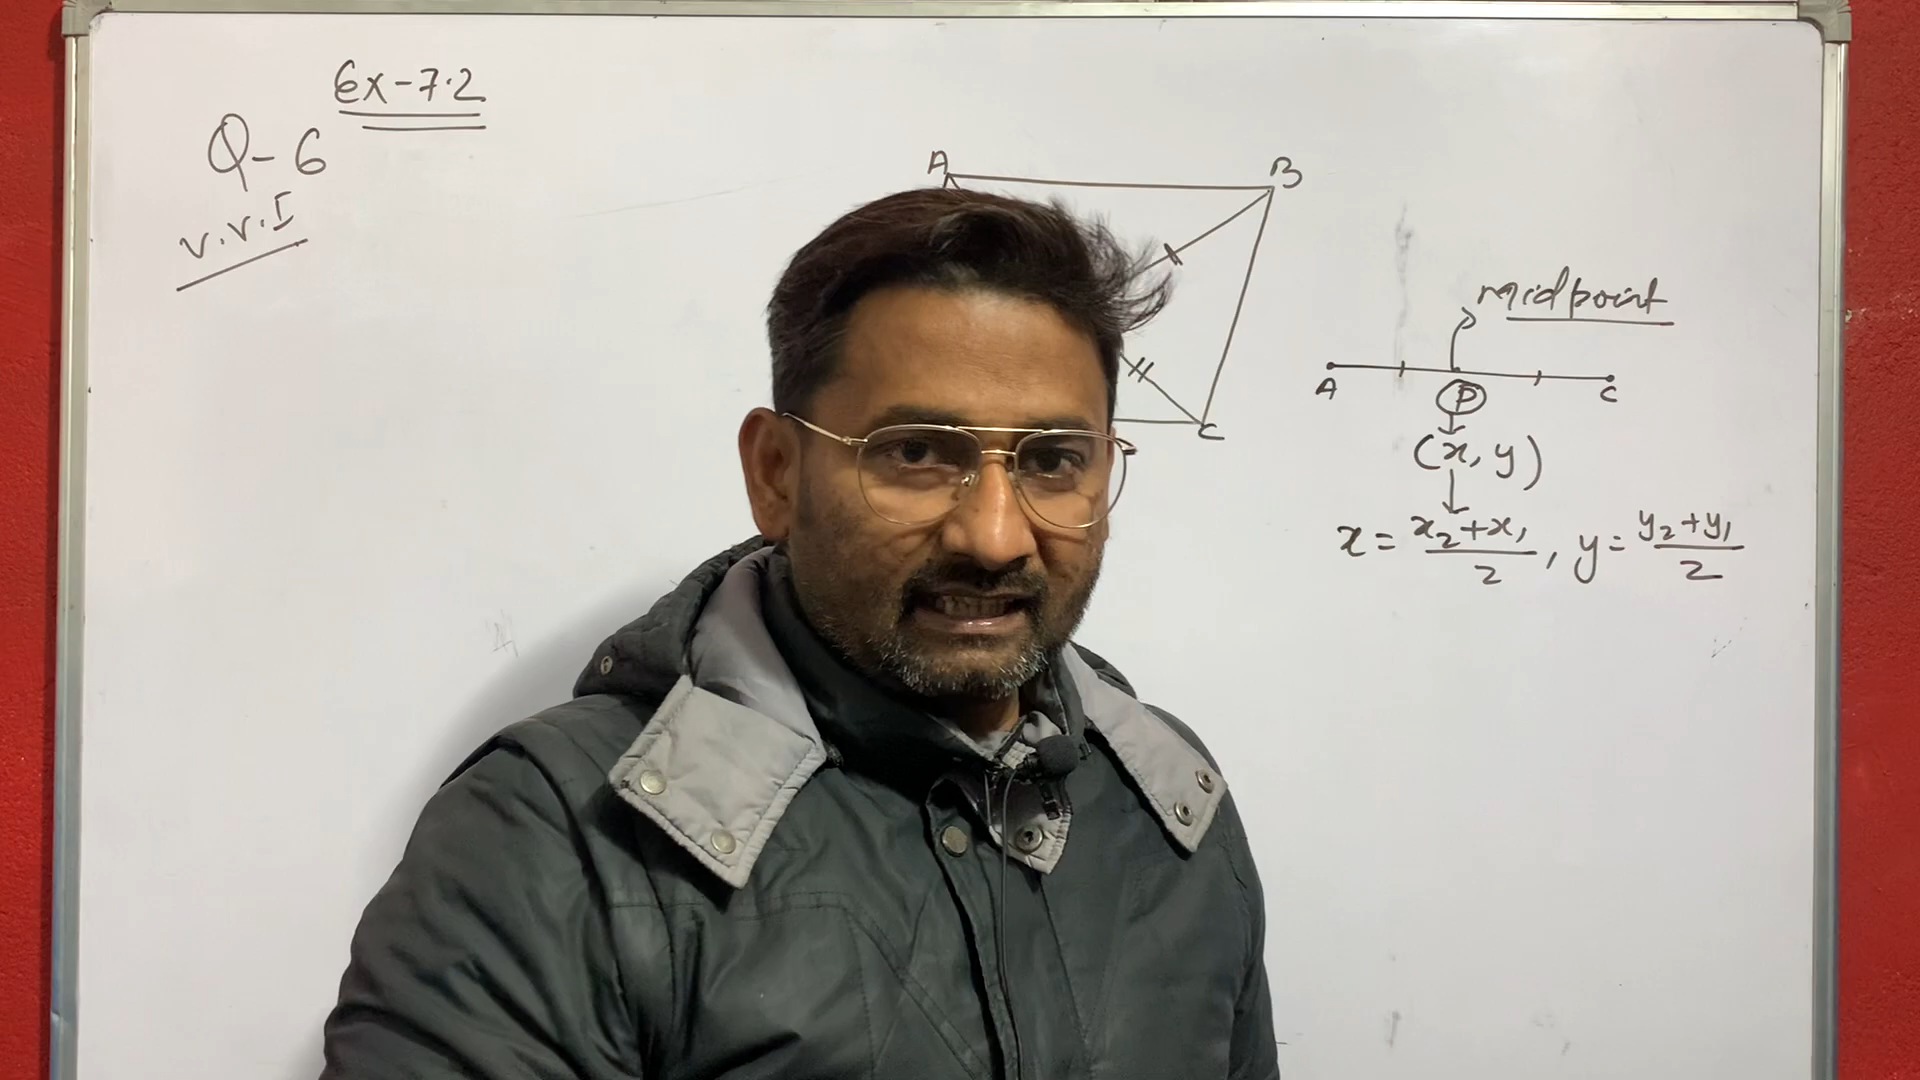 Ex-7.2
Q-6
V.V.I
A B
C
midpoint
A P C
(x, y)
x = x₂+x₁/2, y = y₂+y₁/2